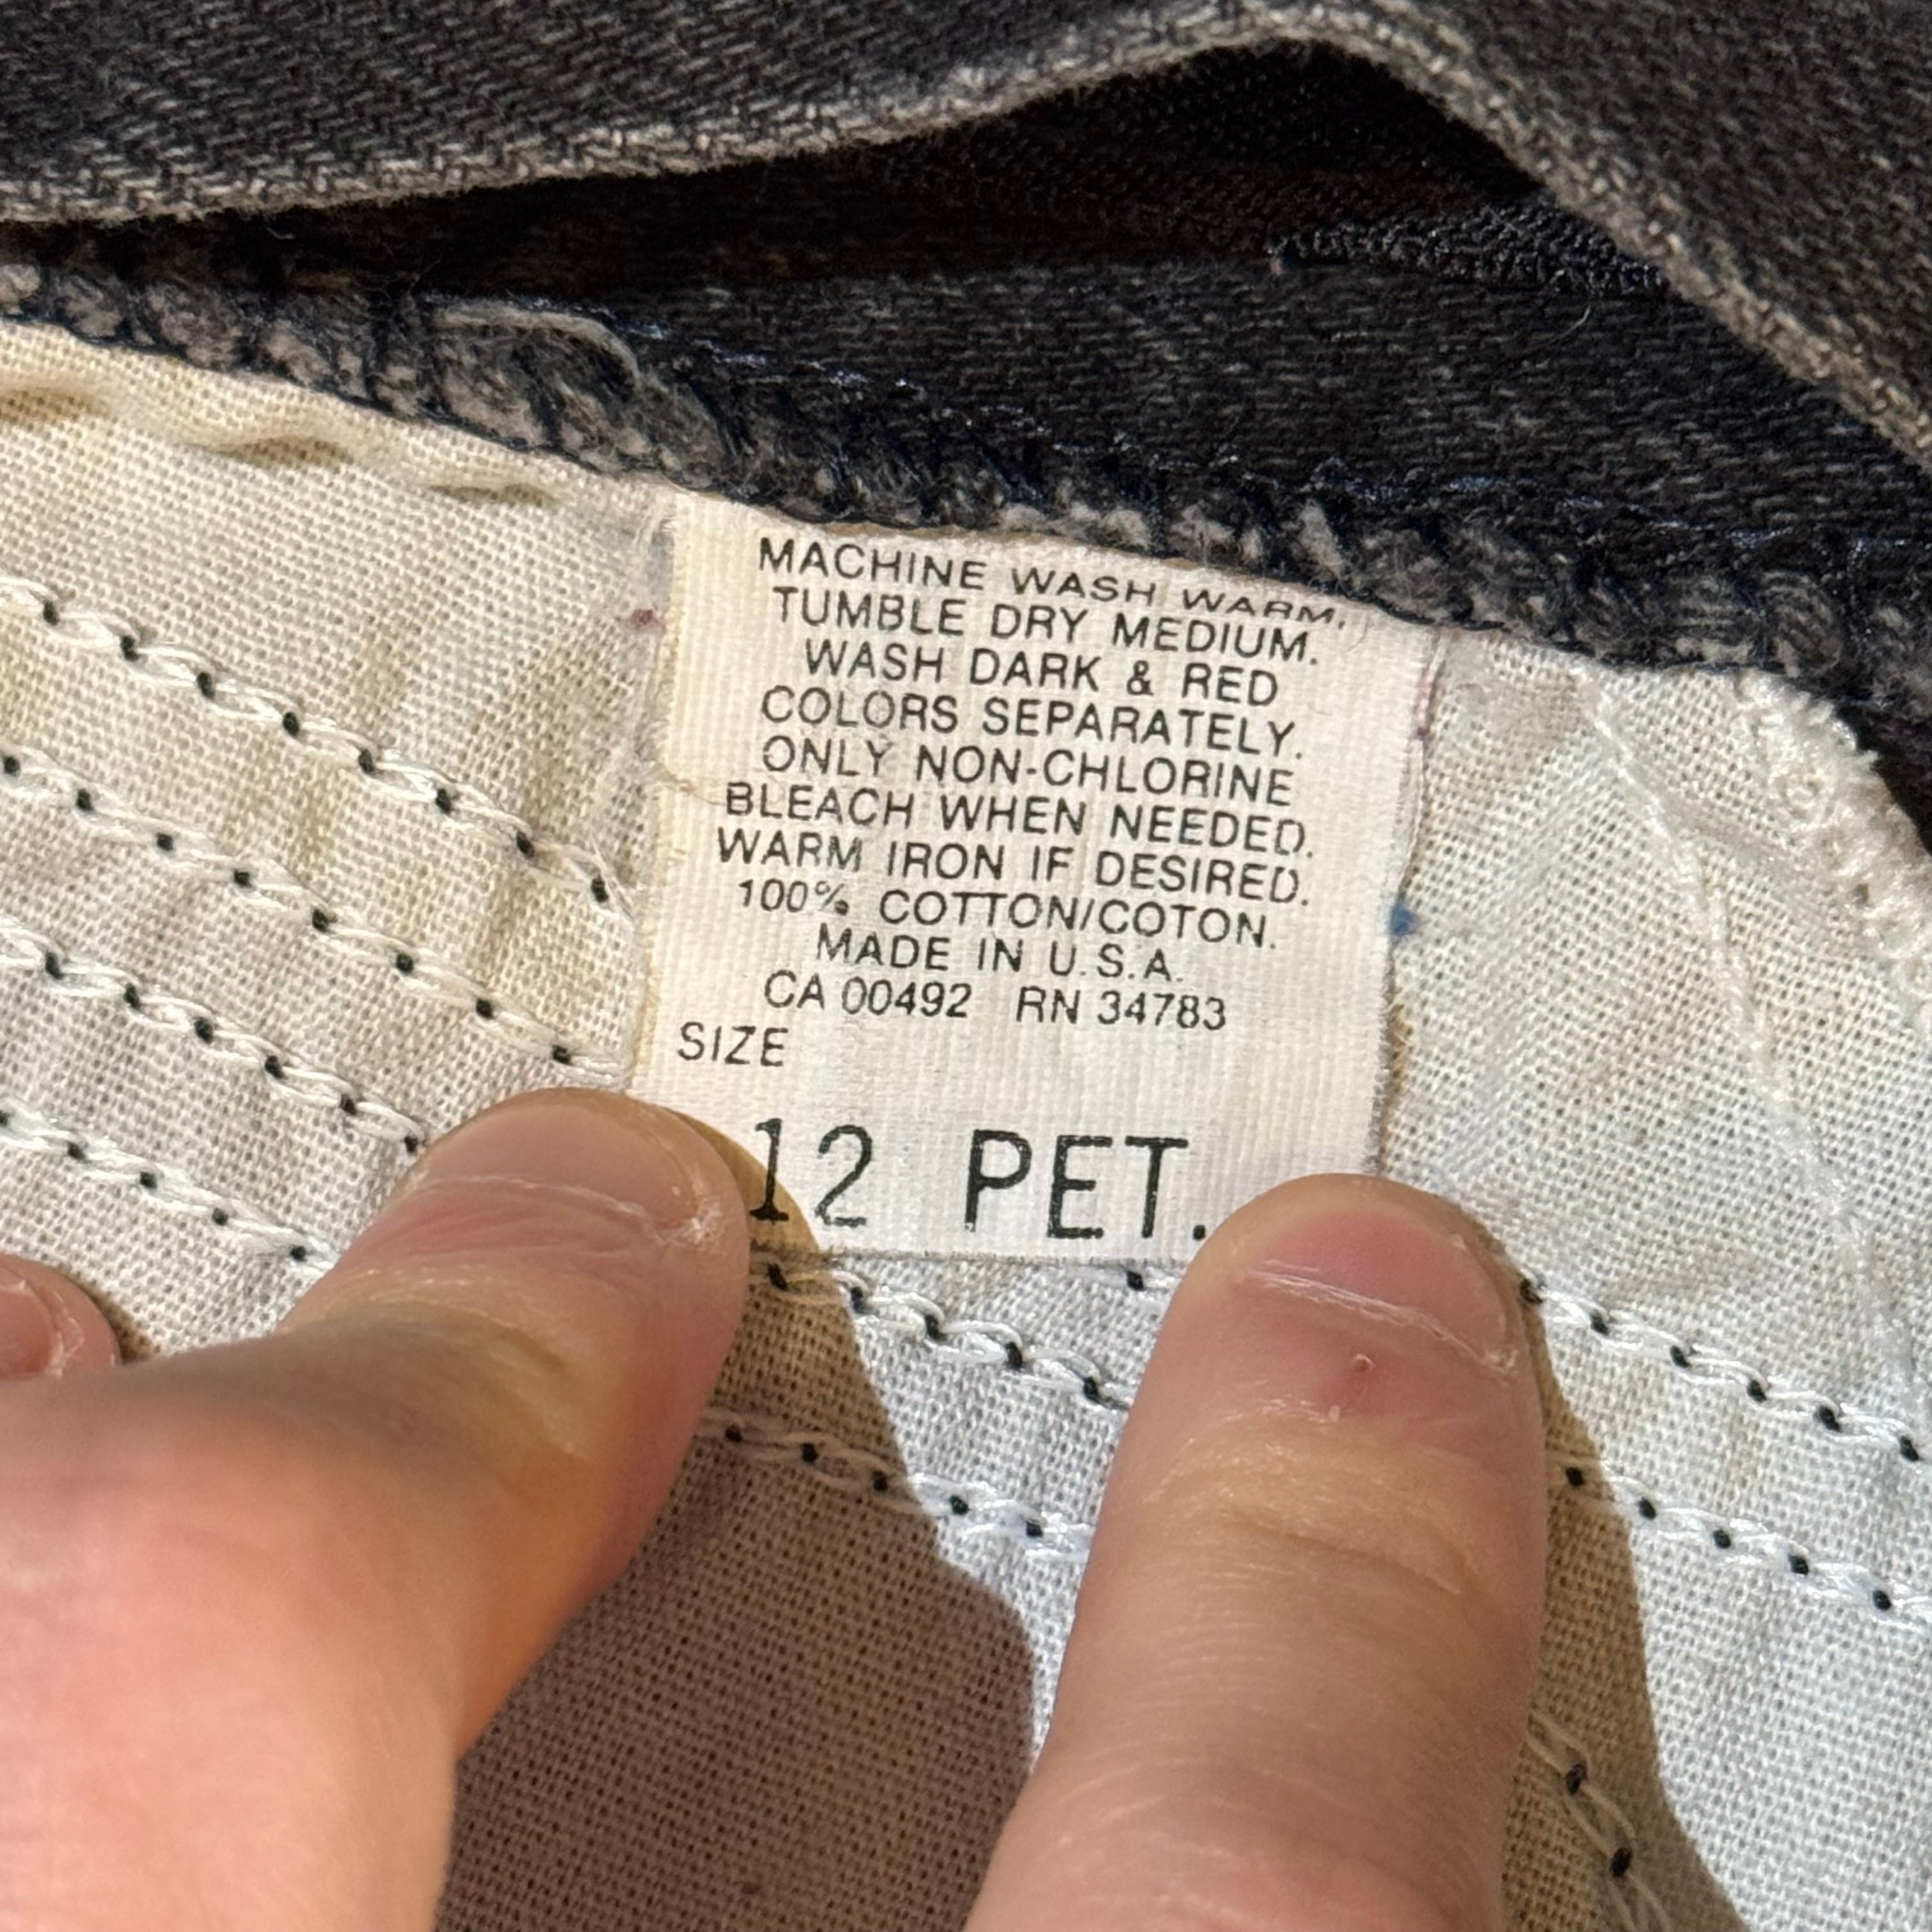 MACHINE WASH WARM.
TUMBLE DRY MEDIUM.
WASH DARK & RED
COLORS SEPARATELY.
ONLY NON-CHLORINE
BLEACH WHEN NEEDED.
WARM IRON IF DESIRED.
100% COTTON/COTON.
MADE IN U.S.A.
CA 00492 RN 34783
SIZE
12 PET.